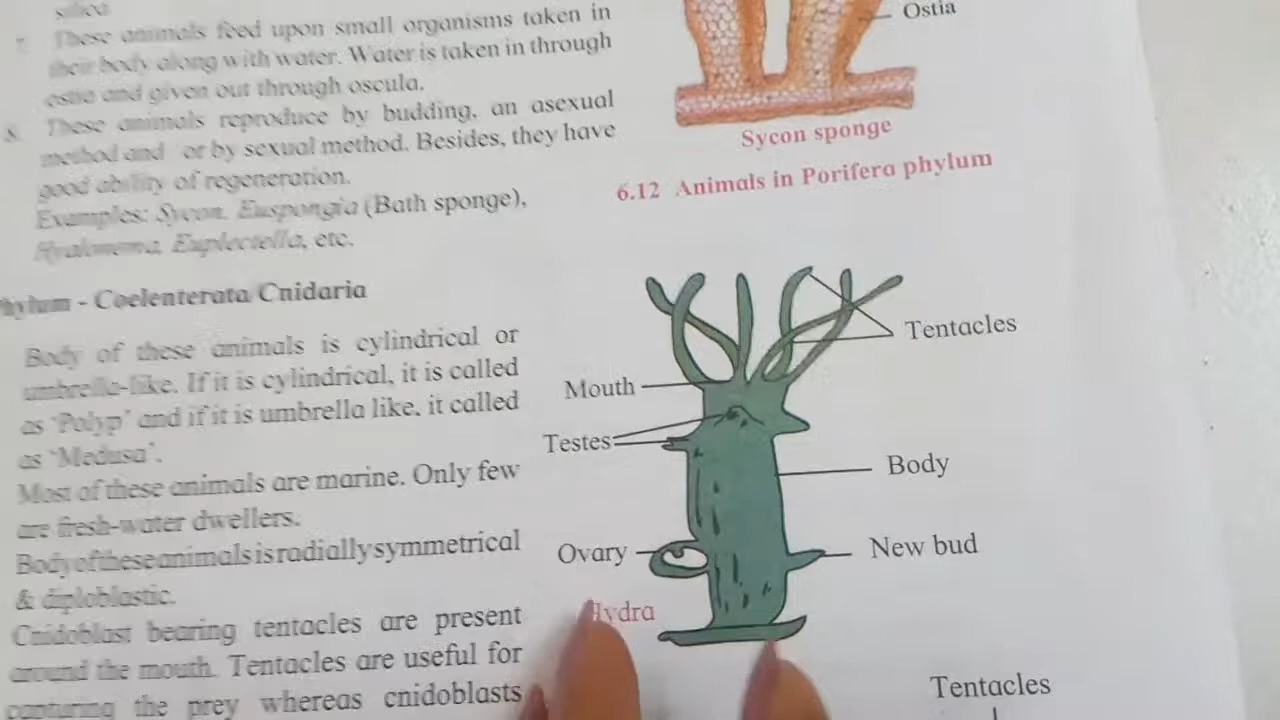 silica.
7. These animals feed upon small organisms taken in
their body along with water. Water is taken in through
ostia and given out through oscula.
8. These animals reproduce by budding, an asexual
method and or by sexual method. Besides, they have
good ability of regeneration.
Examples: Sycon, Euspongia (Bath sponge),
Hyalonema, Euplectella, etc.
Ostia
Sycon sponge
6.12 Animals in Porifera phylum
Phylum - Coelenterata/Cnidaria
Body of these animals is cylindrical or
umbrella-like. If it is cylindrical, it is called
as 'Polyp' and if it is umbrella like, it called
as 'Medusa'.
Most of these animals are marine. Only few
are fresh-water dwellers.
Body of these animals is radially symmetrical
& diploblastic.
Cnidoblast bearing tentacles are present
around the mouth. Tentacles are useful for
capturing the prey whereas cnidoblasts
Tentacles
Mouth
Testes
Body
Ovary
New bud
Hydra
Tentacles